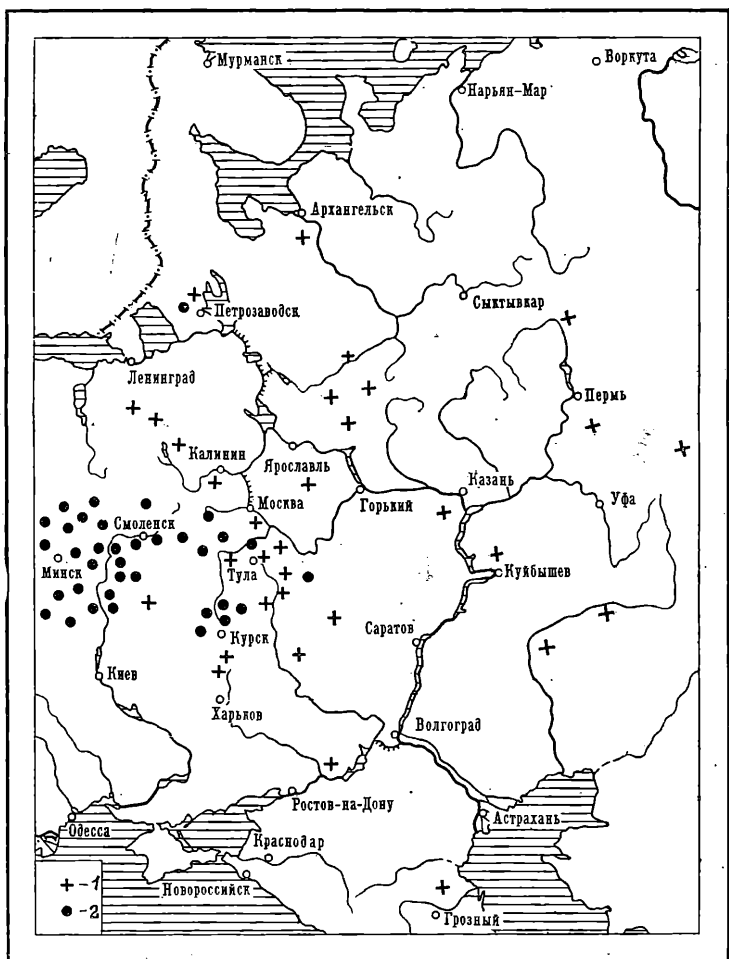 Мурманск
Воркута
Нарьян-Мар
Архангельск
Сыктывкар
Петрозаводск
Ленинград
Пермь
Калинин
Ярославль
Казань
Москва
Горький
Уфа
Смоленск
Минск
Тула
Куйбышев
Курск
Саратов
Киев
Харьков
Волгоград
Ростов-на-Дону
Одесса
Астрахань
Краснодар
Новороссийск
Грозный
+ -1
● -2